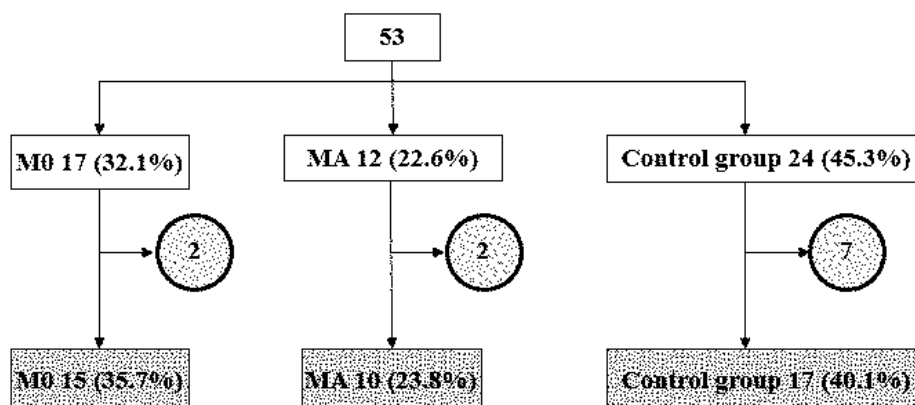 53
M0 17 (32.1%)
MA 12 (22.6%)
Control group 24 (45.3%)
2
2
7
M0 15 (35.7%)
MA 10 (23.8%)
Control group 17 (40.1%)